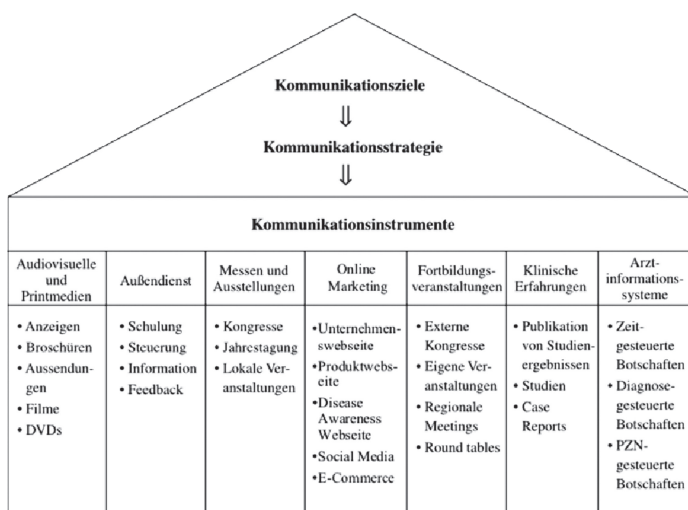 Kommunikationsziele
⇓
Kommunikationsstrategie
⇓
Kommunikationsinstrumente
Audiovisuelle
und
Printmedien
• Anzeigen
• Broschüren
• Aussendun-
gen
• Filme
• DVDs
Außendienst
• Schulung
• Steuerung
• Information
• Feedback
Messen und
Ausstellungen
• Kongresse
• Jahrestagung
• Lokale Ver-
anstaltungen
Online
Marketing
•Unternehmen-
swebseite
•Produktwebs-
eite
•Disease
Awareness
Webseite
•Social Media
•E-Commerce
Fortbildungs-
veranstaltungen
• Externe
Kongresse
• Eigene Ver-
anstaltungen
• Regionale
Meetings
• Round tables
Klinische
Erfahrungen
• Publikation
von Studien-
ergebnissen
• Studien
• Case
Reports
Arzt-
informations-
systeme
• Zeit-
gesteuerte
Botschaften
• Diagnose-
gesteuerte
Botschaften
• PZN-
gesteuerte
Botschaften